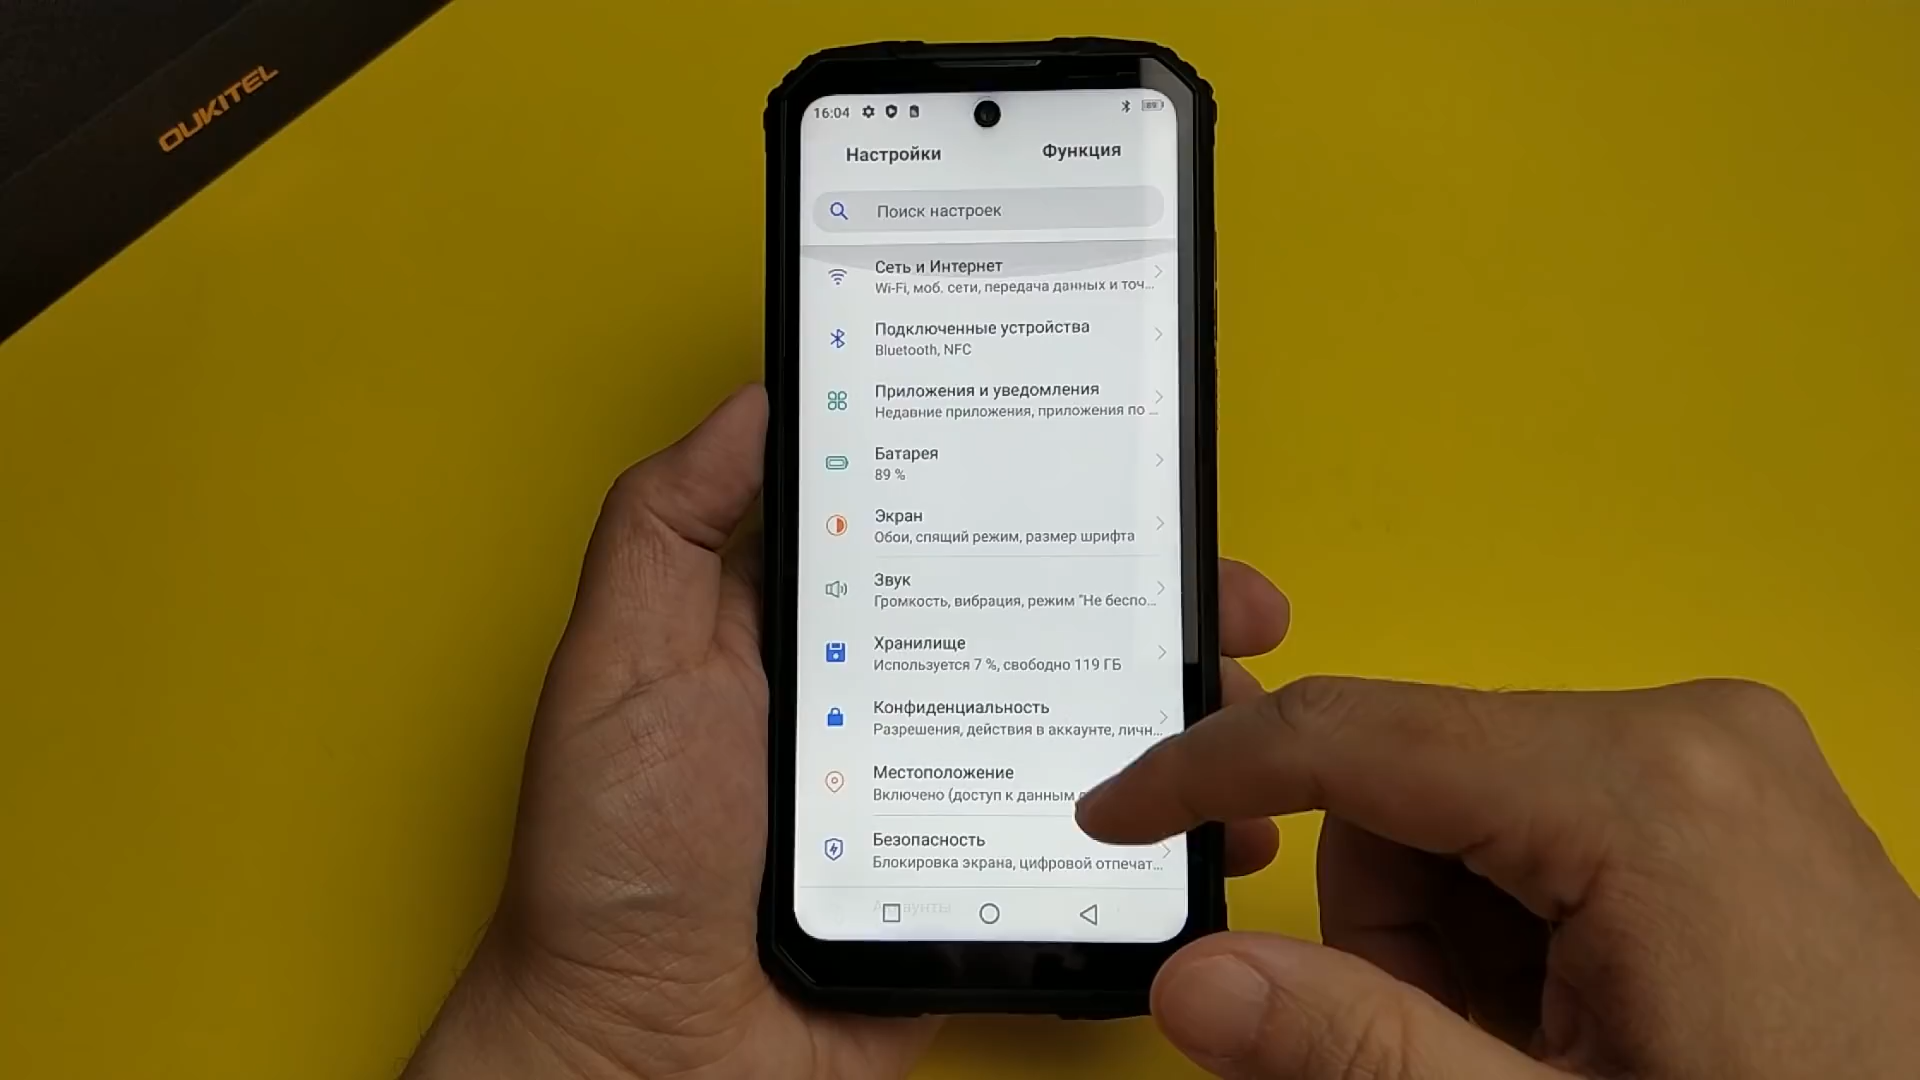 OUKITEL
16:04
89
Настройки
Функция
Поиск настроек
Сеть и Интернет
Wi-Fi, моб. сети, передача данных и точ...
Подключенные устройства
Bluetooth, NFC
Приложения и уведомления
Недавние приложения, приложения по ...
Батарея
89 %
Экран
Обои, спящий режим, размер шрифта
Звук
Громкость, вибрация, режим "Не беспо...
Хранилище
Используется 7 %, свободно 119 ГБ
Конфиденциальность
Разрешения, действия в аккаунте, личн...
Местоположение
Включено (доступ к данным
Безопасность
Блокировка экрана, цифровой отпечат...
Аккаунты